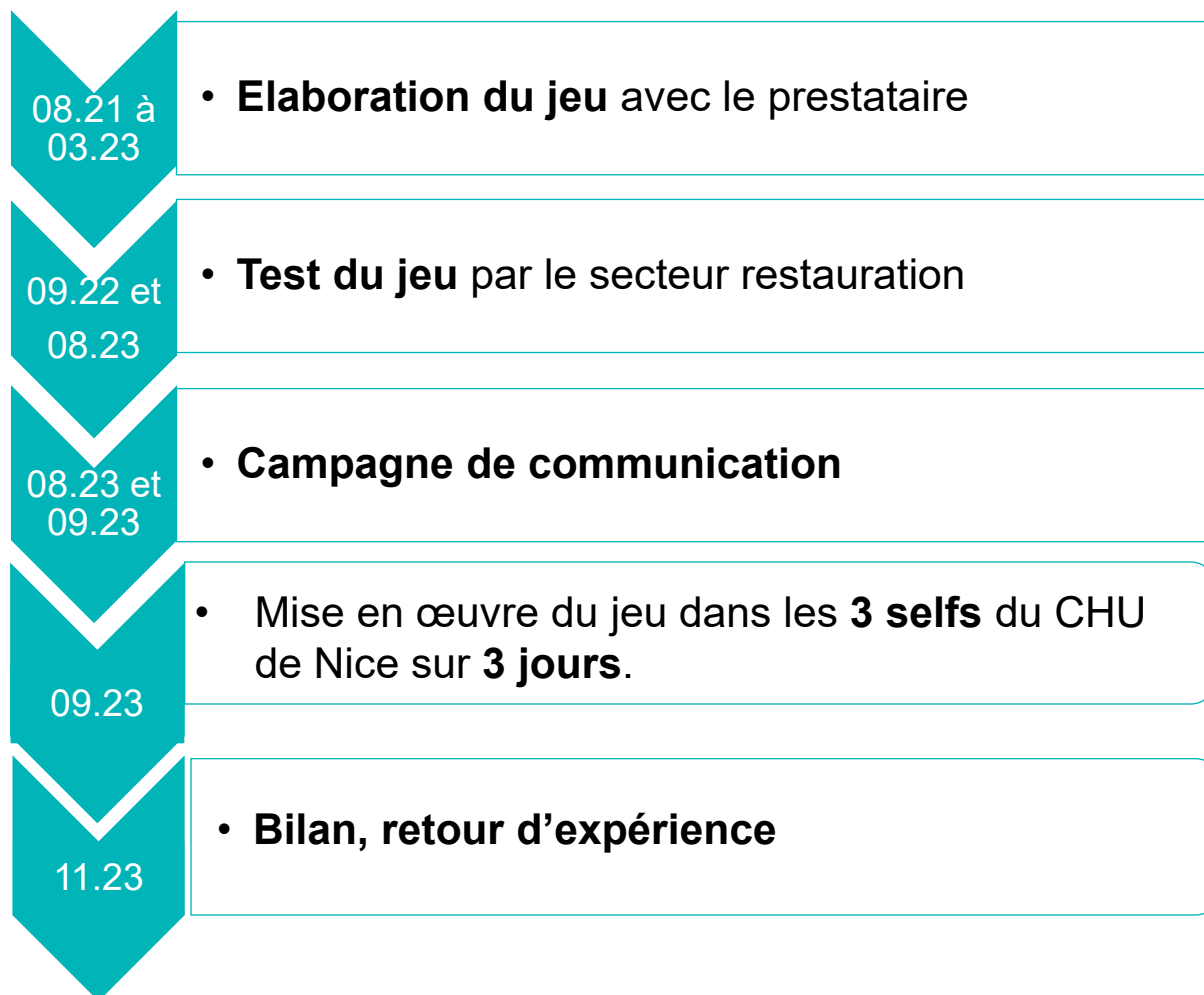 08.21 à
03.23
• Elaboration du jeu avec le prestataire
09.22 et
08.23
• Test du jeu par le secteur restauration
08.23 et
09.23
• Campagne de communication
09.23
• Mise en œuvre du jeu dans les 3 selfs du CHU
de Nice sur 3 jours.
11.23
• Bilan, retour d’expérience